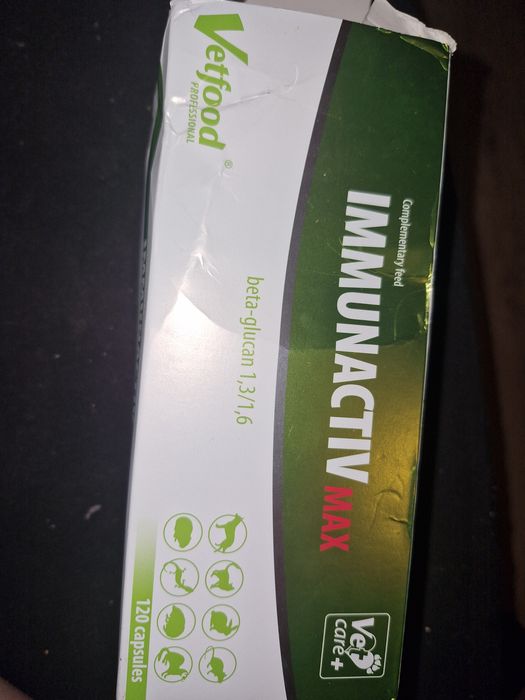 Vetfood®
PROFESSIONAL
Complementary feed
IMMUNACTIV MAX
beta-glucan 1,3/1,6
Vet
care+
120 capsules